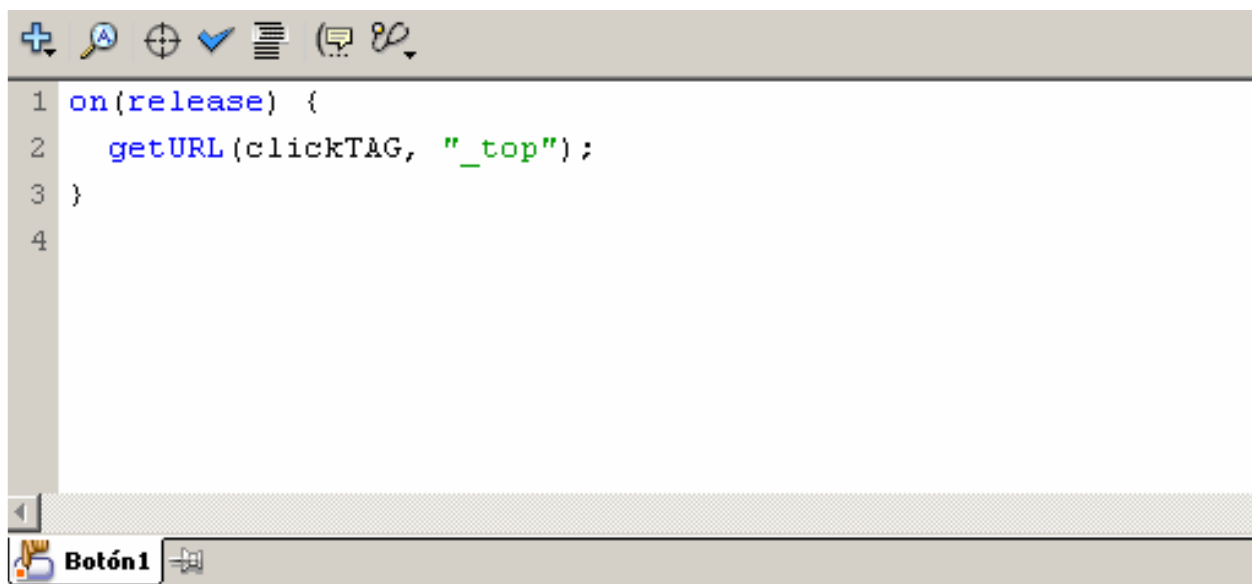 1 on(release) {
2   getURL(clickTAG, "_top");
3 }
4
Botón1